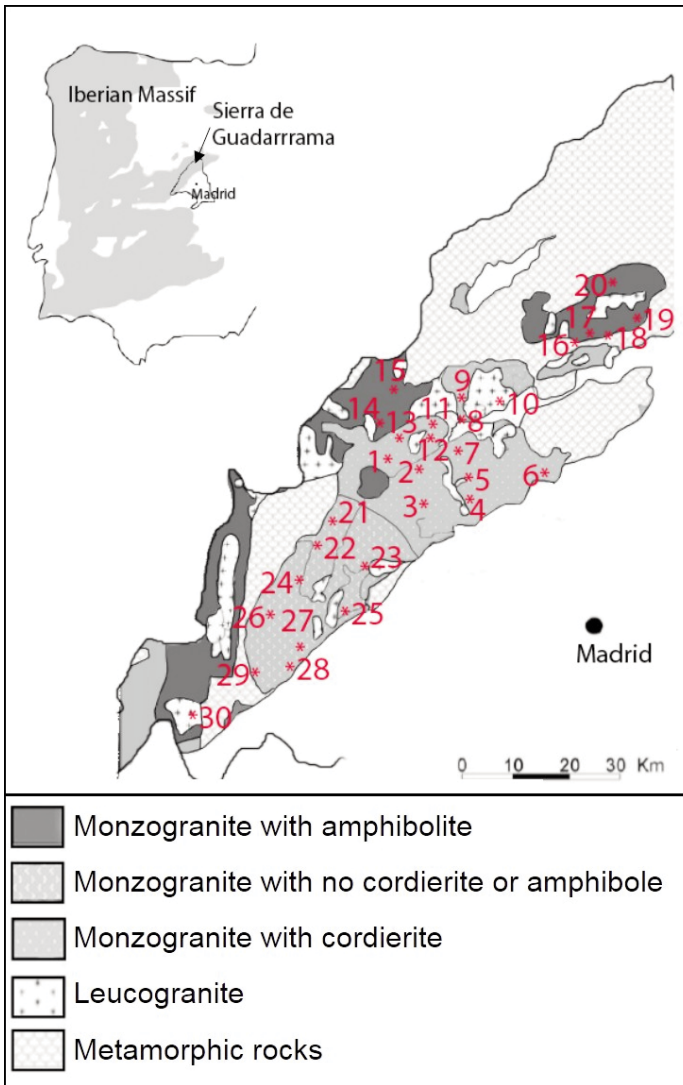 Iberian Massif
Sierra de
Guadarrrama
Madrid
20
17
19
16
18
15
9
14
11
10
13
8
12
1
7
2
5
6
3
4
21
22
23
24
26
27
25
Madrid
29
28
30
0 10 20 30 Km
Monzogranite with amphibolite
Monzogranite with no cordierite or amphibole
Monzogranite with cordierite
Leucogranite
Metamorphic rocks